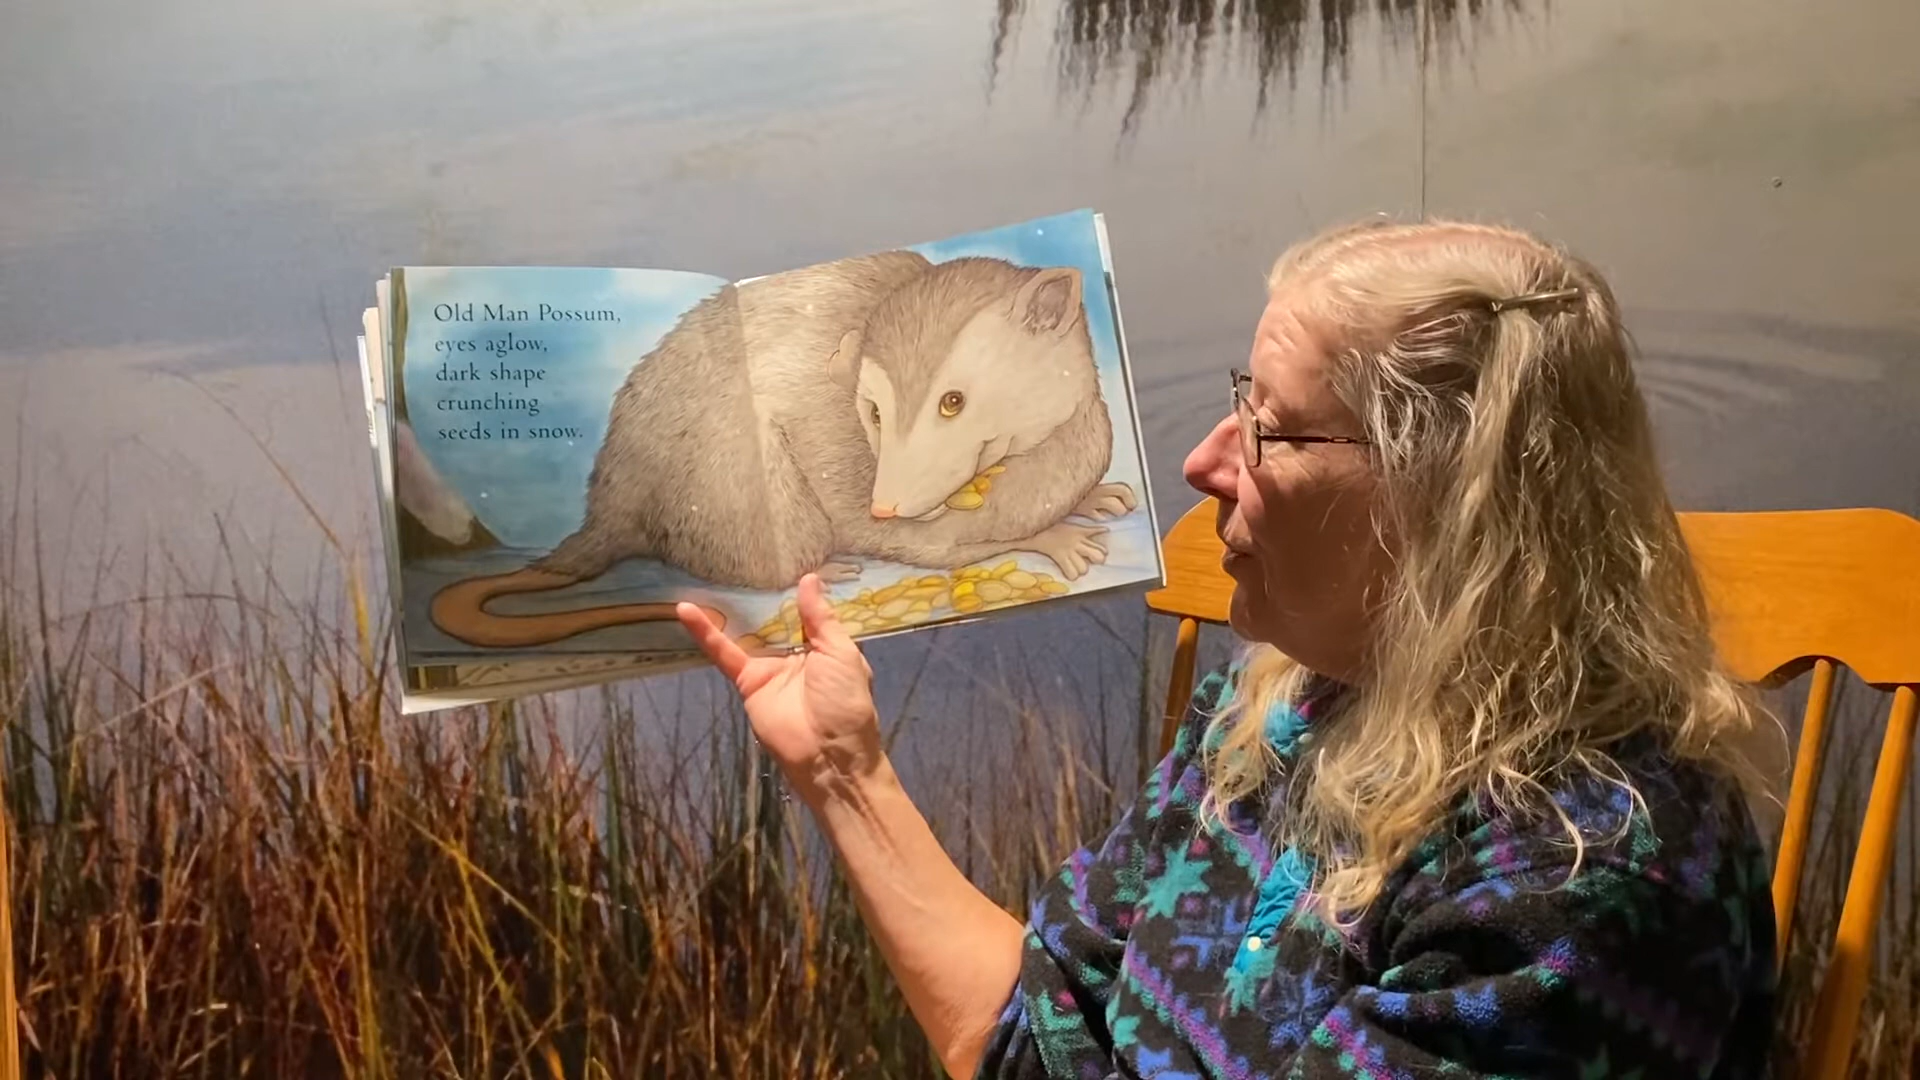 Old Man Possum,
eyes aglow,
dark shape
crunching
seeds in snow.